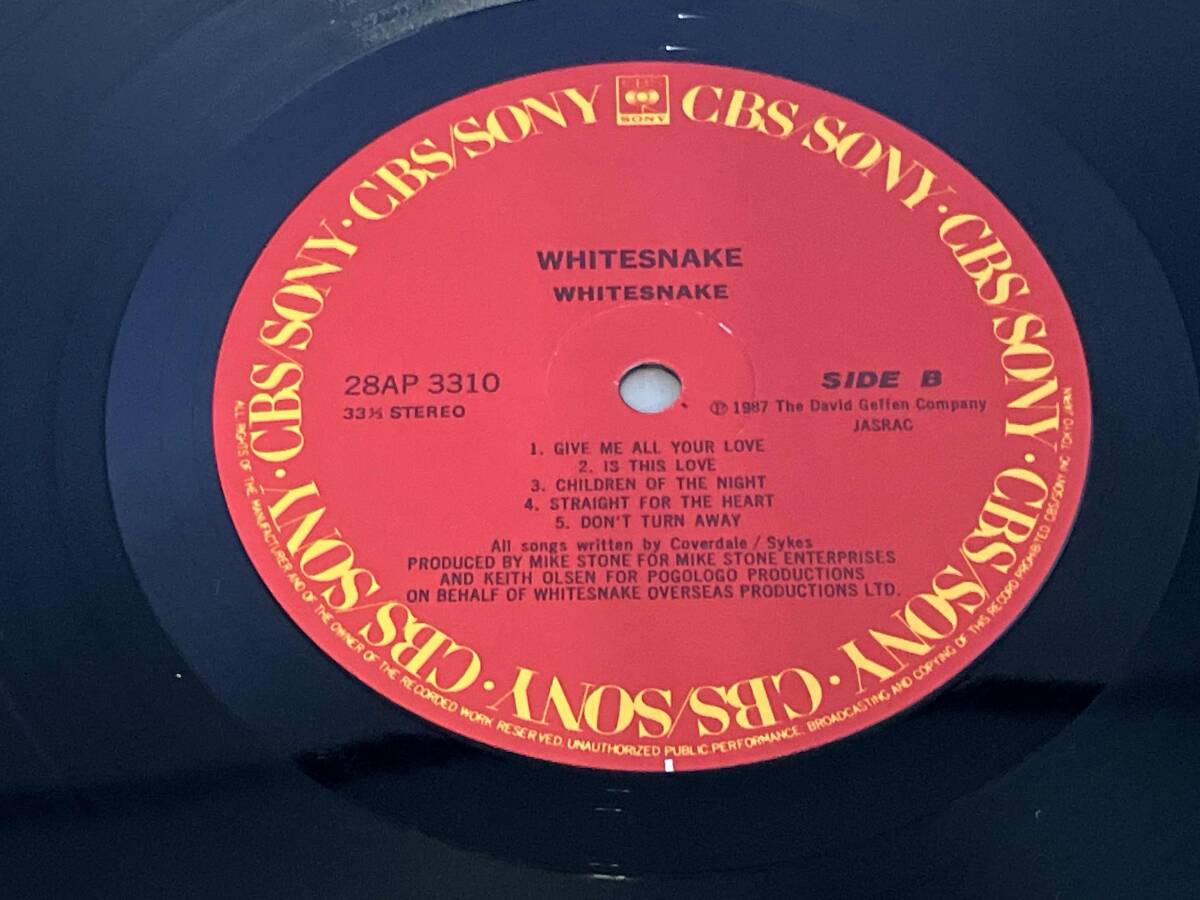 CBS
SONY
CBS/SONY · CBS/SONY · CBS/SONY · CBS/SONY · CBS/SONY · CBS/SONY · CBS/SONY · CBS/SONY
WHITESNAKE
WHITESNAKE
28AP 3310
33⅓ STEREO
SIDE B
Ⓟ 1987 The David Geffen Company
JASRAC
1. GIVE ME ALL YOUR LOVE
2. IS THIS LOVE
3. CHILDREN OF THE NIGHT
4. STRAIGHT FOR THE HEART
5. DON'T TURN AWAY
All songs written by Coverdale / Sykes
PRODUCED BY MIKE STONE FOR MIKE STONE ENTERPRISES
AND KEITH OLSEN FOR POGOLOGO PRODUCTIONS
ON BEHALF OF WHITESNAKE OVERSEAS PRODUCTIONS LTD.
ALL RIGHTS OF THE MANUFACTURER AND OF THE OWNER OF THE RECORDED WORK RESERVED. UNAUTHORIZED PUBLIC PERFORMANCE, BROADCASTING AND COPYING OF THIS RECORD PROHIBITED CBS/SONY INC. TOKYO JAPAN